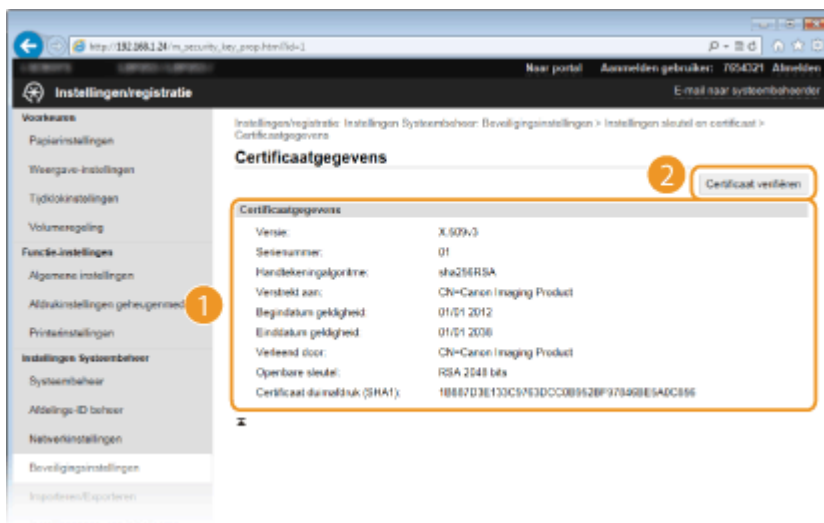 http://192.168.1.24/m_security_key_prop.html?id=1
Naar portal Aanmelden gebruiker: 7654321 Afmelden
Instellingen/registratie
E-mail naar systeembeheerder
Voorkeuren
Papierinstellingen
Weergave-instellingen
Tijdklokinstellingen
Volumeregeling
Functie-instellingen
Algemene instellingen
Afdrukinstellingen geheugenmed
Printerinstellingen
Instellingen Systeembeheer
Systeembeheer
Afdelings-ID beheer
Netwerkinstellingen
Beveiligingsinstellingen
Importeren/Exporteren
Instellingen/registratie: Instellingen Systeembeheer: Beveiligingsinstellingen > Instellingen sleutel en certificaat >
Certificaatgegevens
Certificaatgegevens
2
Certificaat verifiëren
1
Certificaatgegevens
Versie: X.509v3
Serienummer: 01
Handtekeningalgoritme: sha256RSA
Verstrekt aan: CN=Canon Imaging Product
Begindatum geldigheid: 01/01 2012
Einddatum geldigheid: 01/01 2038
Verleend door: CN=Canon Imaging Product
Openbare sleutel: RSA 2048 bits
Certificaat duimafdruk (SHA1):